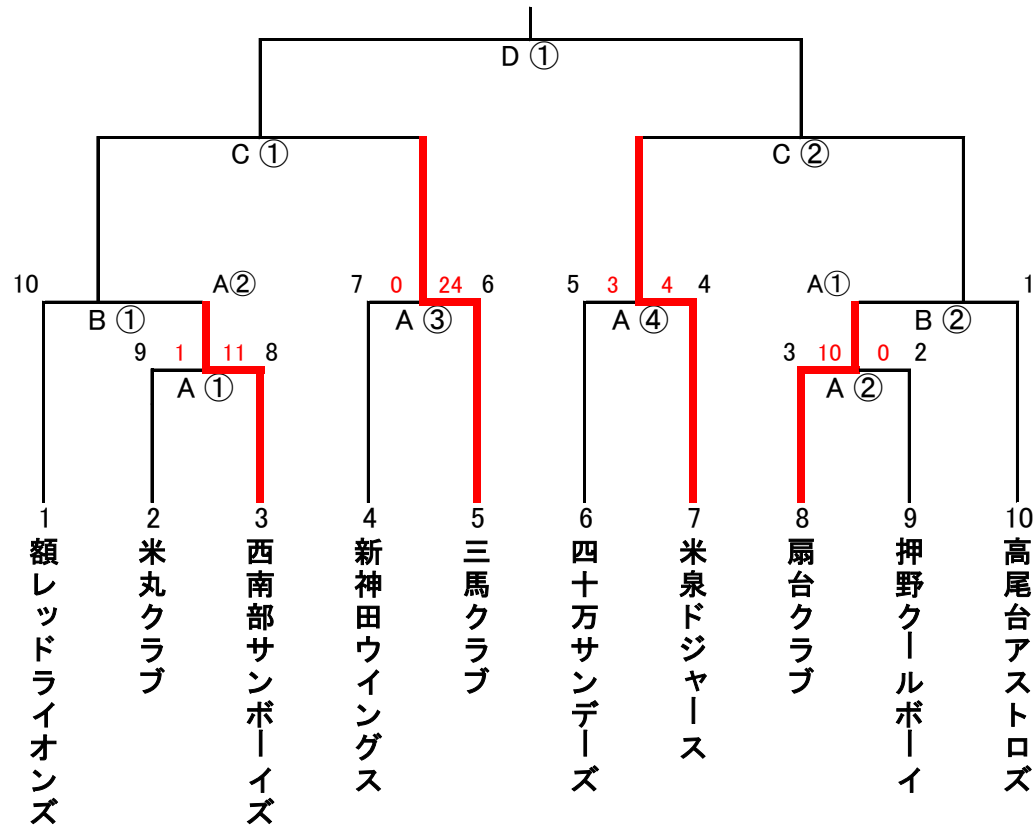 D ①
C ①
C ②
10
A②
7
0
24
6
5
3
4
4
A①
1
B ①
A ③
A ④
B ②
9
1
11
8
3
10
0
2
A ①
A ②
1
2
3
4
5
6
7
8
9
10
額レッドライオンズ
米丸クラブ
西南部サンボーイズ
新神田ウイングス
三馬クラブ
四十万サンデーズ
米泉ドジャース
扇台クラブ
押野クールボーイ
高尾台アストロズ